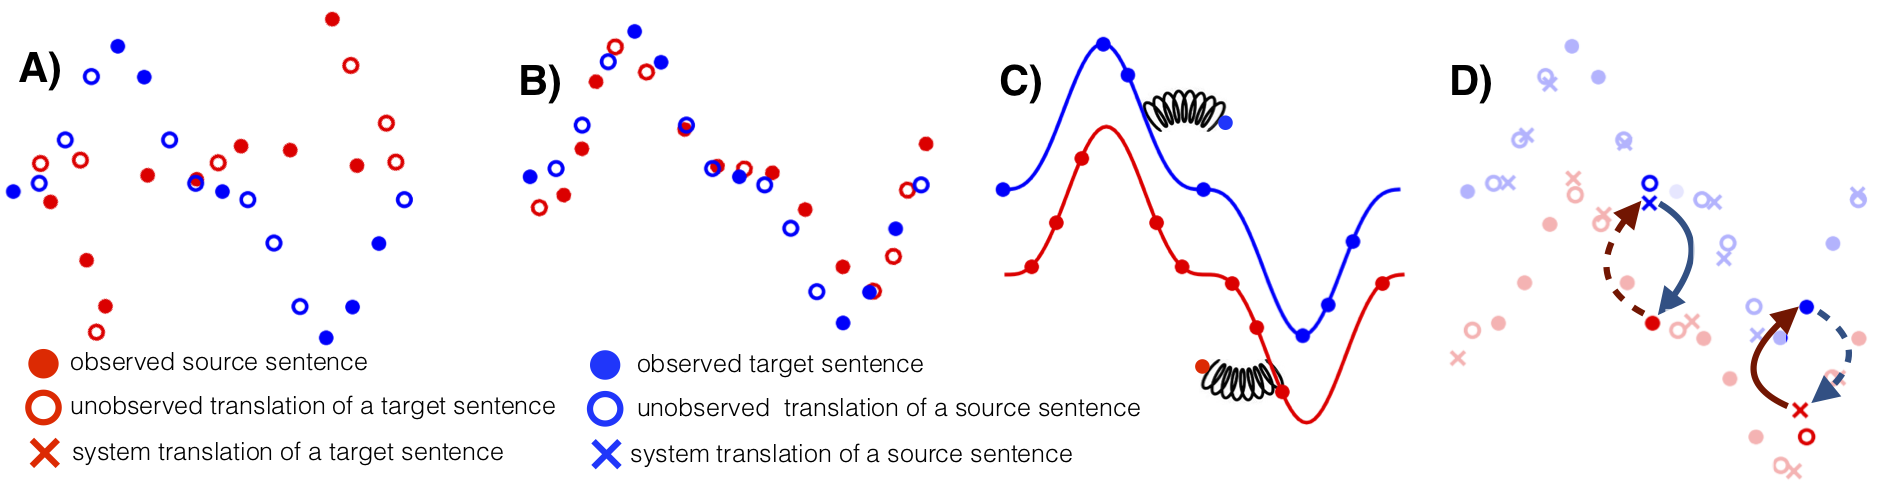 A)
B)
C)
D)
observed source sentence
unobserved translation of a target sentence
system translation of a target sentence
observed target sentence
unobserved translation of a source sentence
system translation of a source sentence